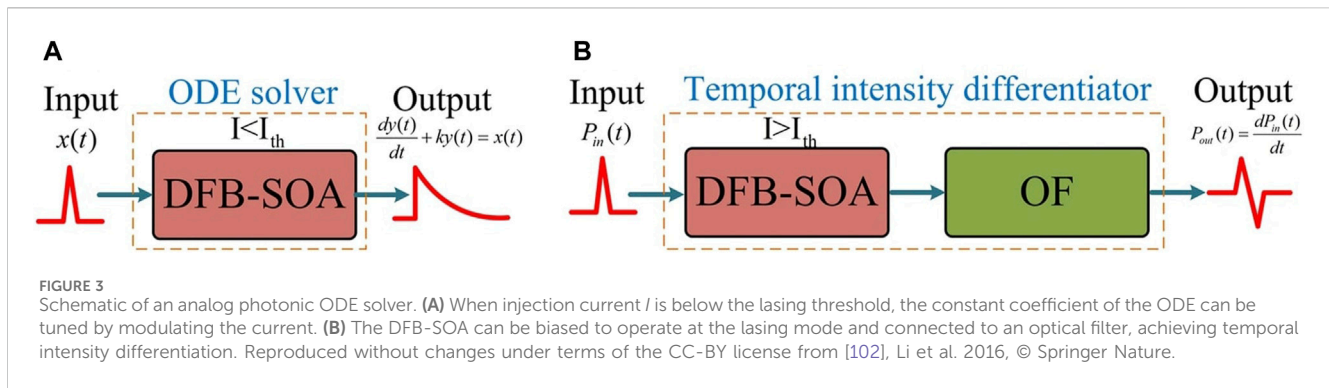 A
Input
x(t)
ODE solver
I<I_th
DFB-SOA
Output
dy(t)/dt + ky(t) = x(t)
B
Input
P_in(t)
Temporal intensity differentiator
I>I_th
DFB-SOA
OF
Output
P_out(t) = dP_in(t)/dt
FIGURE 3
Schematic of an analog photonic ODE solver. (A) When injection current I is below the lasing threshold, the constant coefficient of the ODE can be
tuned by modulating the current. (B) The DFB-SOA can be biased to operate at the lasing mode and connected to an optical filter, achieving temporal
intensity differentiation. Reproduced without changes under terms of the CC-BY license from [102], Li et al. 2016, © Springer Nature.